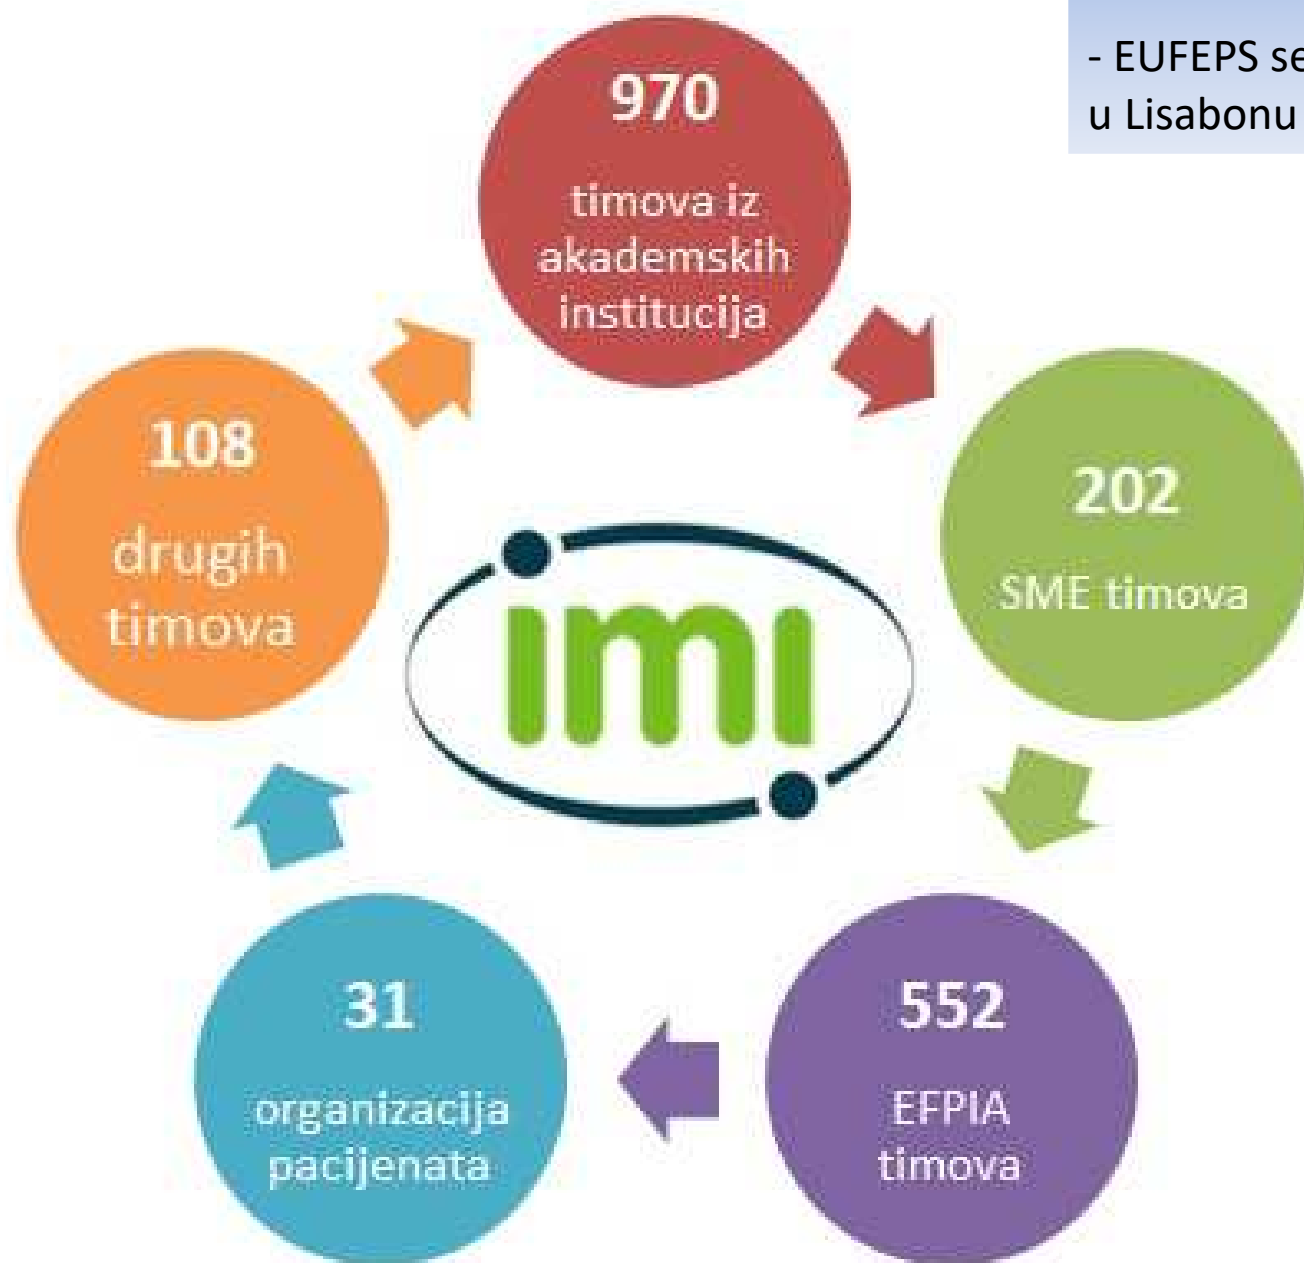 - EUFEPS se
u Lisabonu
970
timova iz
akademskih
institucija
108
drugih
timova
202
SME timova
imi
31
organizacija
pacijenata
552
EFPIA
timova